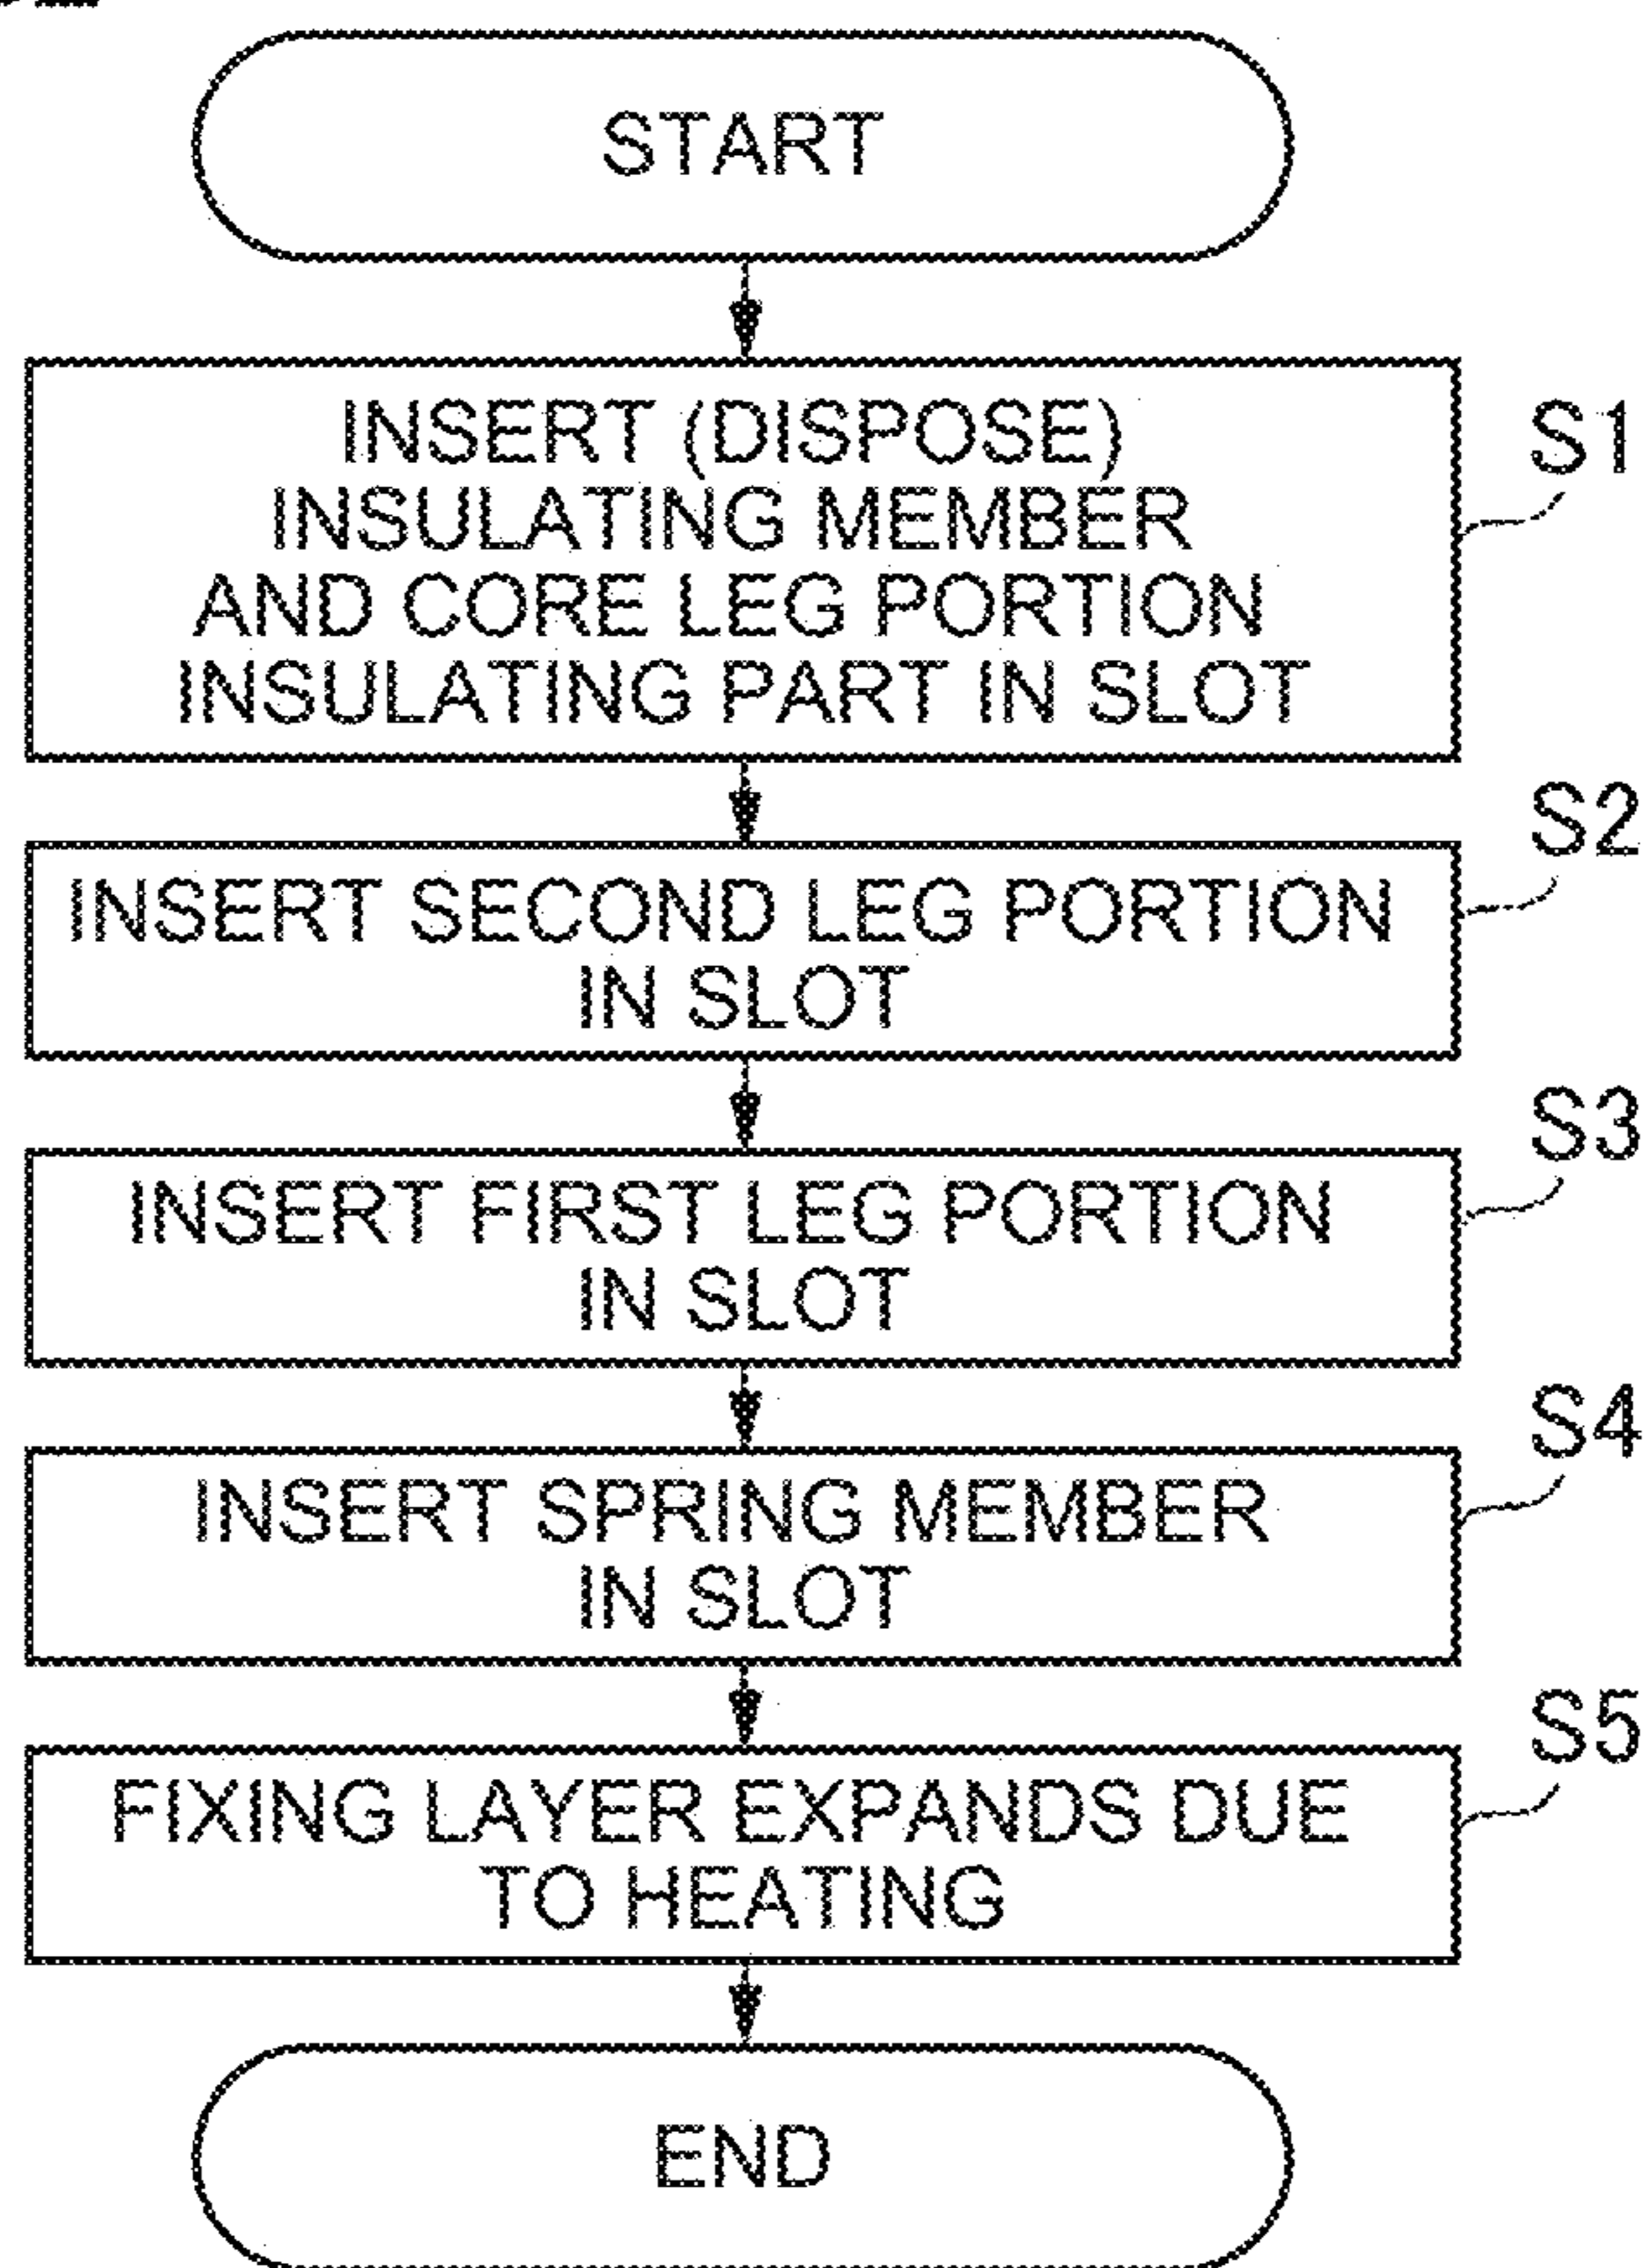 START
INSERT (DISPOSE)
INSULATING MEMBER
AND CORE LEG PORTION
INSULATING PART IN SLOT
S1
INSERT SECOND LEG PORTION
IN SLOT
S2
INSERT FIRST LEG PORTION
IN SLOT
S3
INSERT SPRING MEMBER
IN SLOT
S4
FIXING LAYER EXPANDS DUE
TO HEATING
S5
END